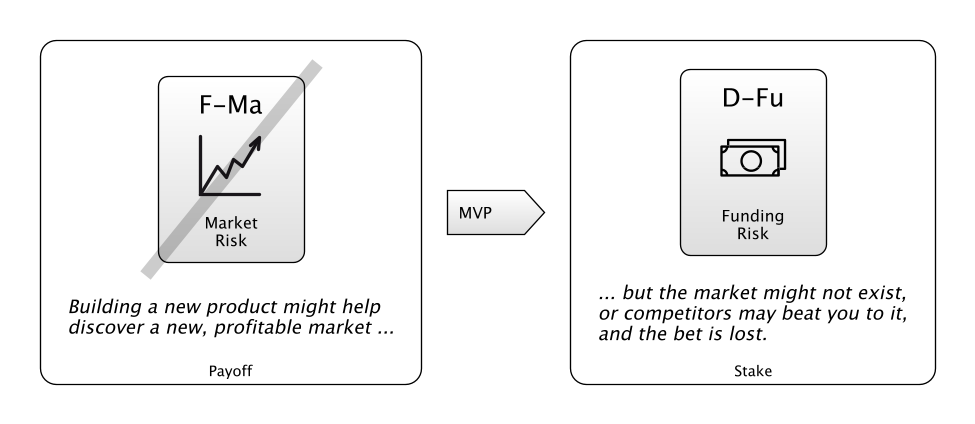 F-Ma
Market
Risk
Building a new product might help
discover a new, profitable market ...
Payoff
MVP
D-Fu
Funding
Risk
... but the market might not exist,
or competitors may beat you to it,
and the bet is lost.
Stake